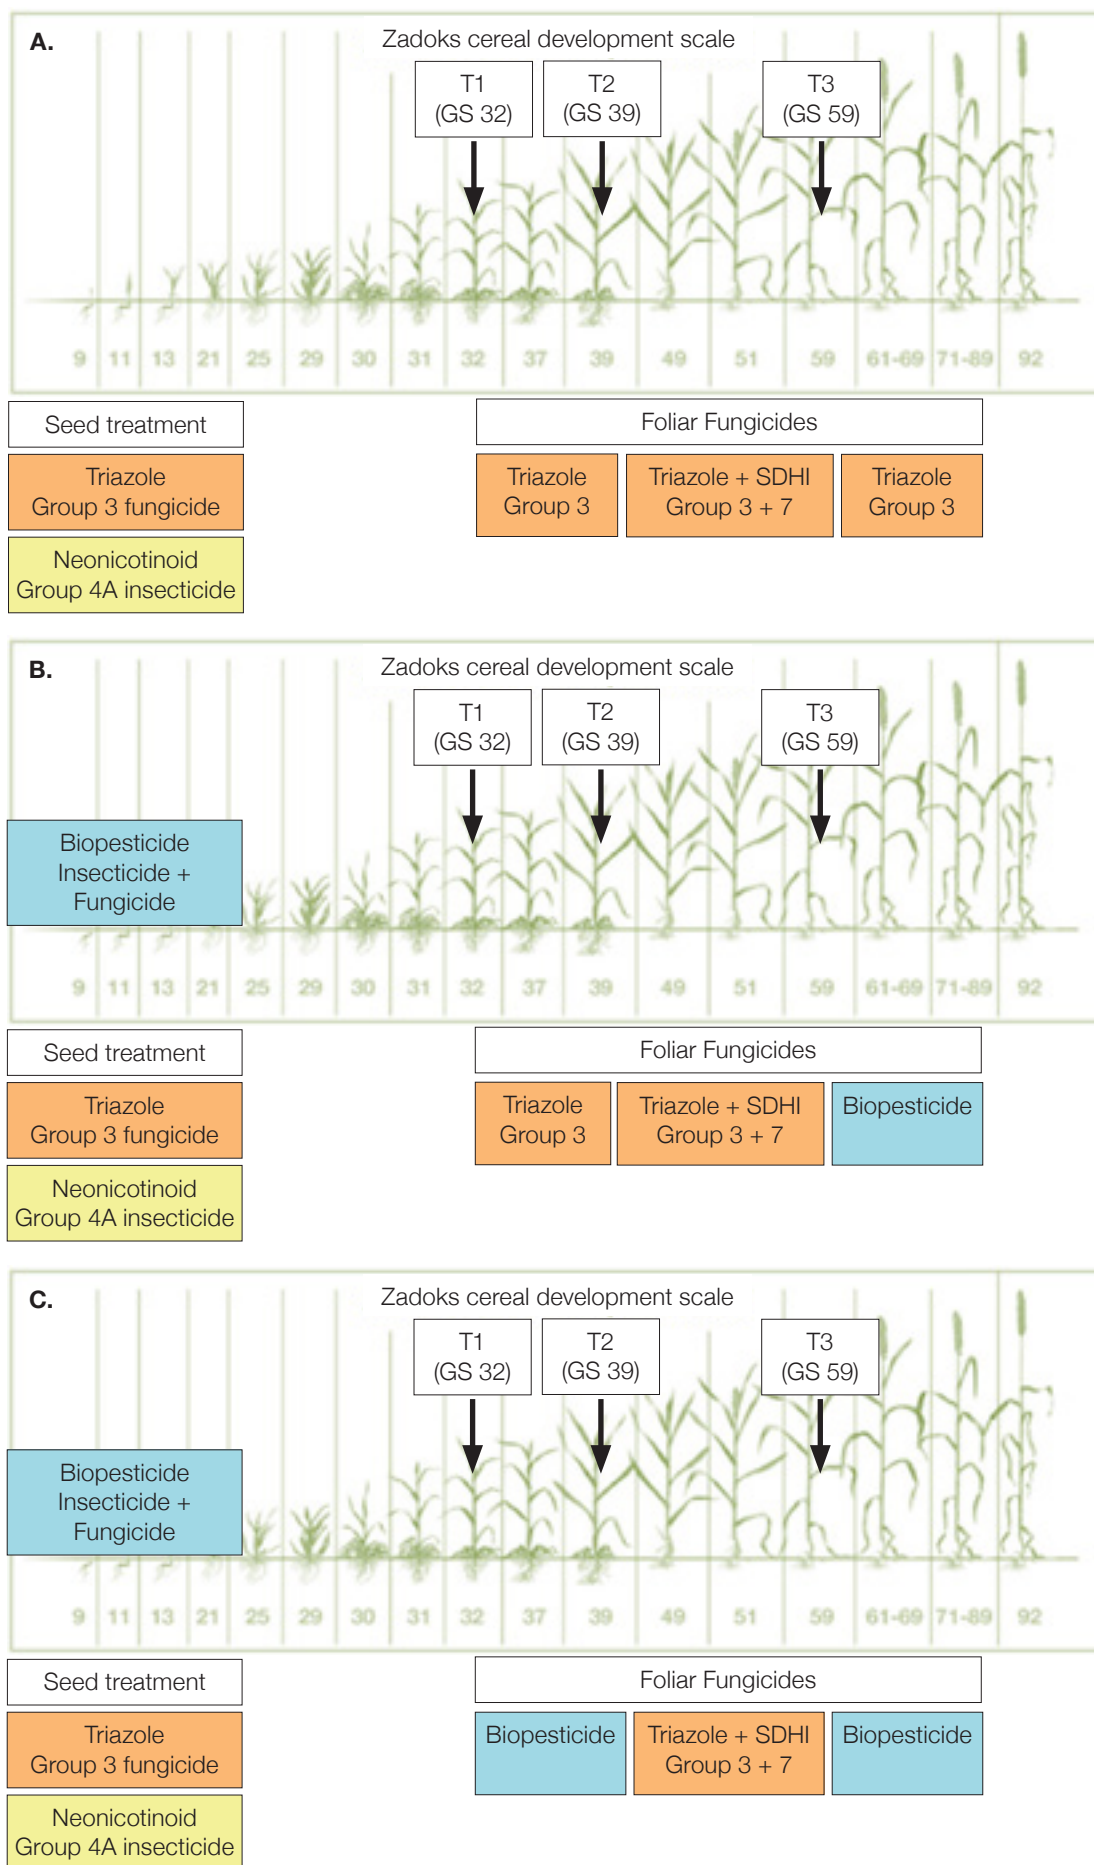 A.
Zadoks cereal development scale
T1
(GS 32)
T2
(GS 39)
T3
(GS 59)
9 11 13 21 25 29 30 31 32 37 39 49 51 59 61-69 71-89 92
Seed treatment
Triazole
Group 3 fungicide
Neonicotinoid
Group 4A insecticide
Foliar Fungicides
Triazole
Group 3
Triazole + SDHI
Group 3 + 7
Triazole
Group 3
B.
Zadoks cereal development scale
T1
(GS 32)
T2
(GS 39)
T3
(GS 59)
Biopesticide
Insecticide +
Fungicide
9 11 13 21 25 29 30 31 32 37 39 49 51 59 61-69 71-89 92
Seed treatment
Triazole
Group 3 fungicide
Neonicotinoid
Group 4A insecticide
Foliar Fungicides
Triazole
Group 3
Triazole + SDHI
Group 3 + 7
Biopesticide
C.
Zadoks cereal development scale
T1
(GS 32)
T2
(GS 39)
T3
(GS 59)
Biopesticide
Insecticide +
Fungicide
9 11 13 21 25 29 30 31 32 37 39 49 51 59 61-69 71-89 92
Seed treatment
Triazole
Group 3 fungicide
Neonicotinoid
Group 4A insecticide
Foliar Fungicides
Biopesticide
Triazole + SDHI
Group 3 + 7
Biopesticide